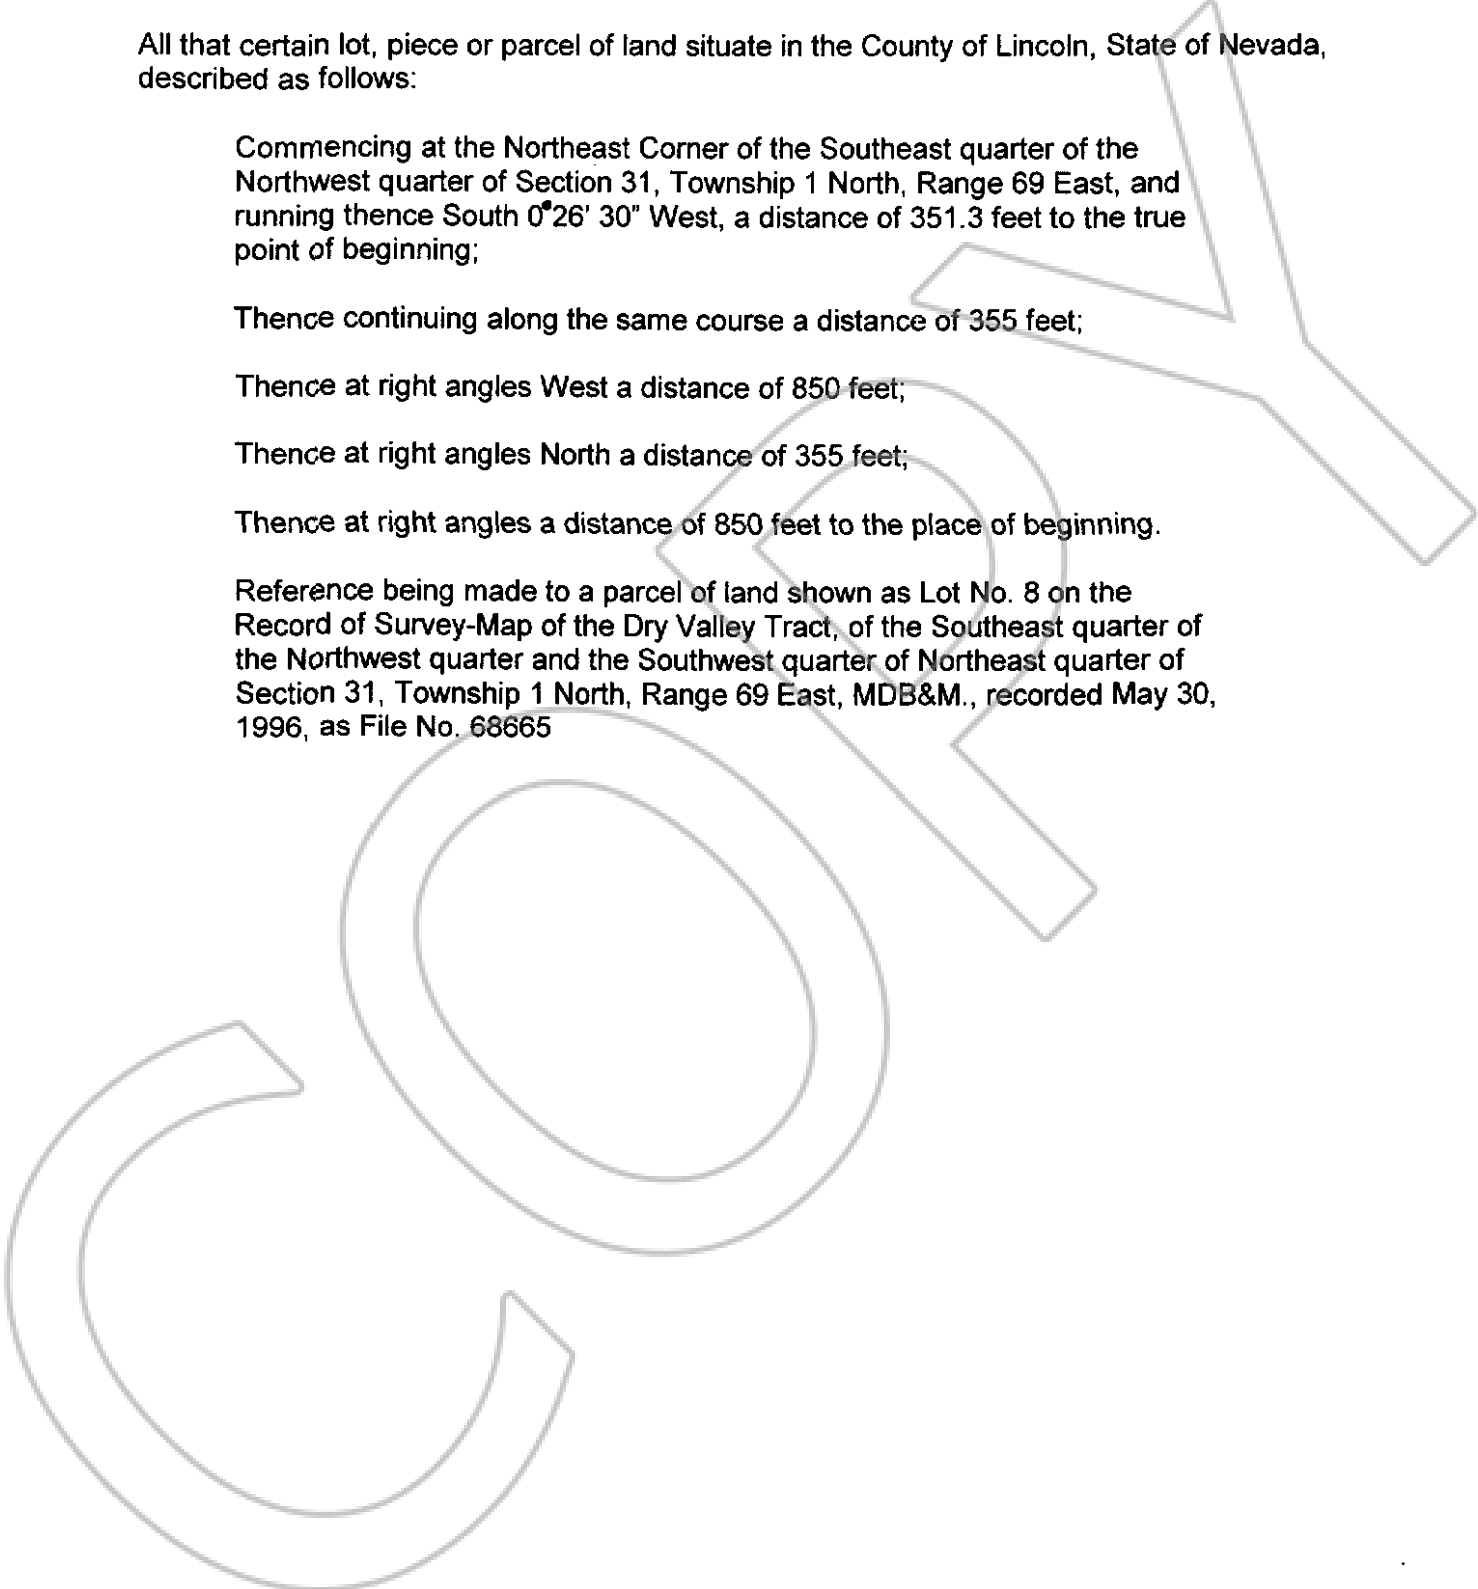 All that certain lot, piece or parcel of land situate in the County of Lincoln, State of Nevada,
described as follows:
Commencing at the Northeast Corner of the Southeast quarter of the
Northwest quarter of Section 31, Township 1 North, Range 69 East, and
running thence South 0°26' 30" West, a distance of 351.3 feet to the true
point of beginning;
Thence continuing along the same course a distance of 355 feet;
Thence at right angles West a distance of 850 feet;
Thence at right angles North a distance of 355 feet;
Thence at right angles a distance of 850 feet to the place of beginning.
Reference being made to a parcel of land shown as Lot No. 8 on the
Record of Survey-Map of the Dry Valley Tract, of the Southeast quarter of
the Northwest quarter and the Southwest quarter of Northeast quarter of
Section 31, Township 1 North, Range 69 East, MDB&M., recorded May 30,
1996, as File No. 68665
COPY